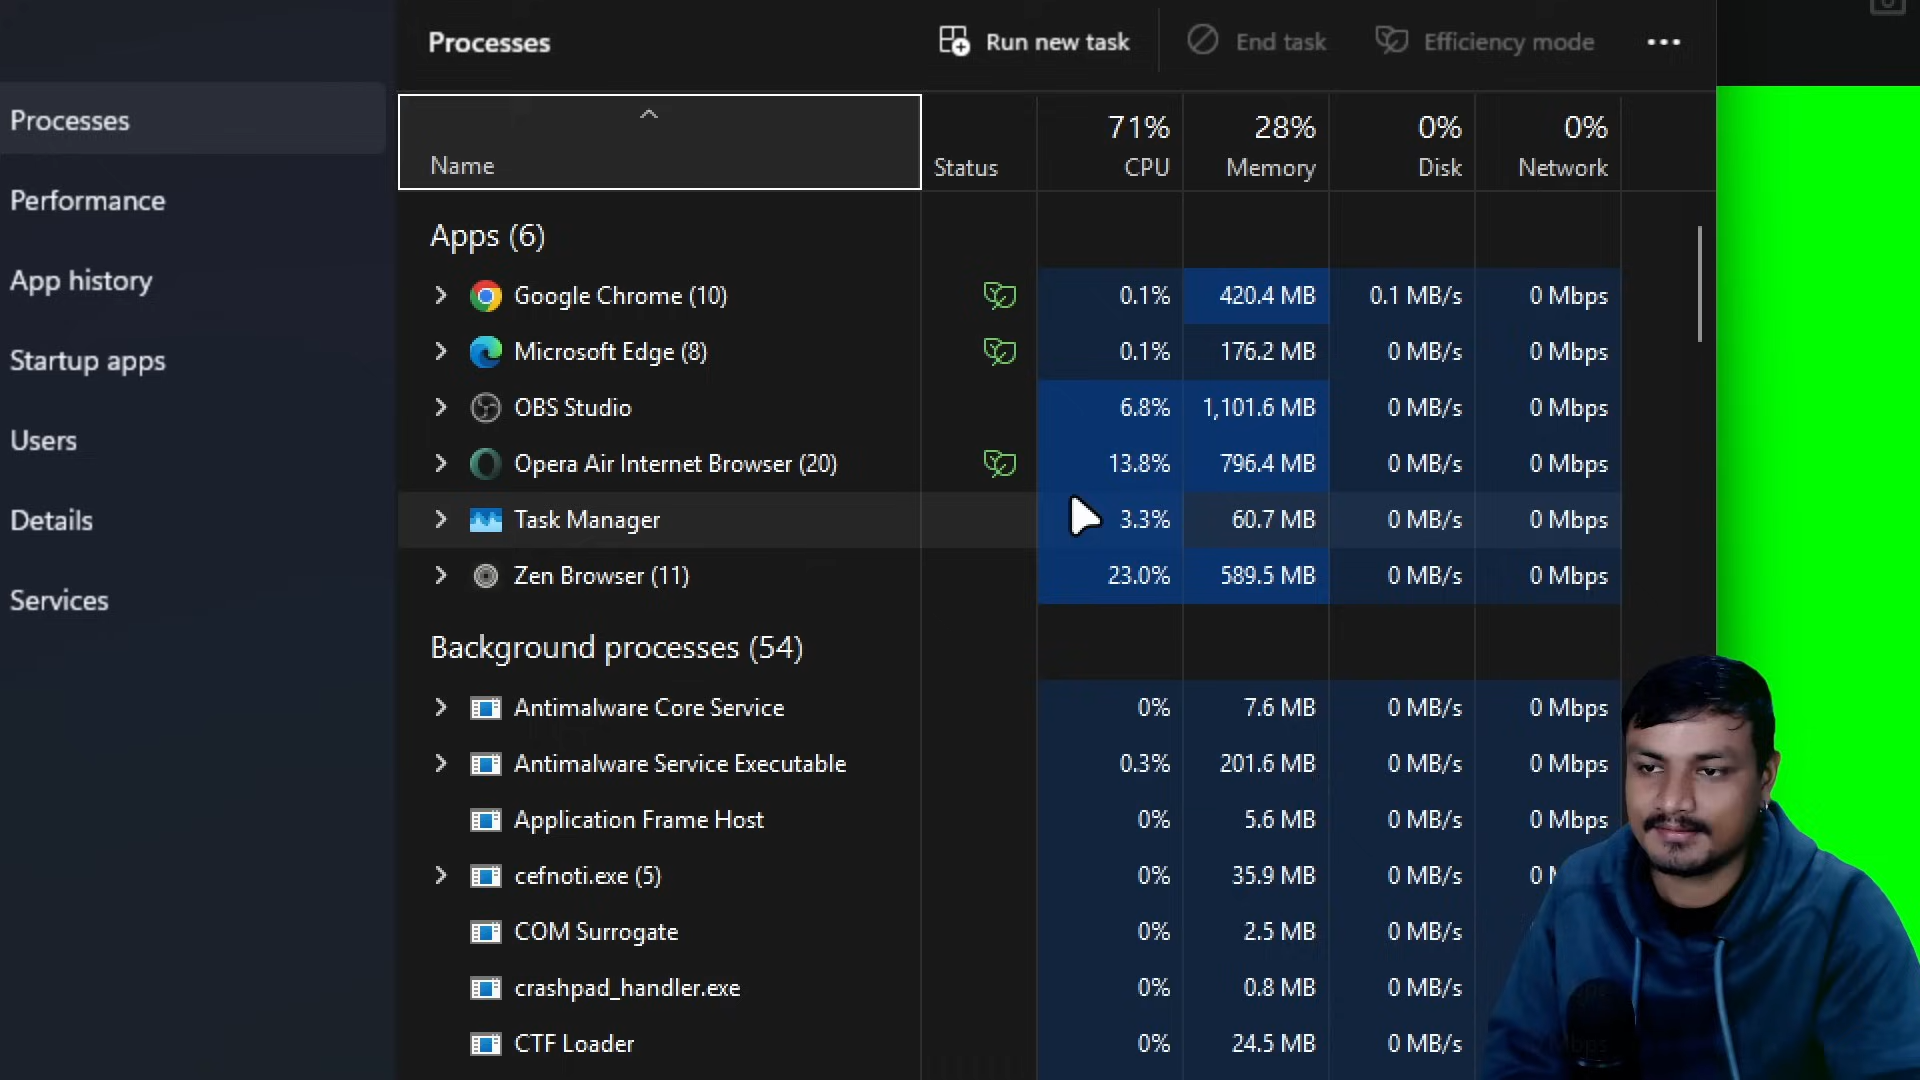 Processes
Run new task
End task
Efficiency mode
Processes
Performance
App history
Startup apps
Users
Details
Services
Name
Status
71%
CPU
28%
Memory
0%
Disk
0%
Network
Apps (6)
Google Chrome (10) 0.1% 420.4 MB 0.1 MB/s 0 Mbps
Microsoft Edge (8) 0.1% 176.2 MB 0 MB/s 0 Mbps
OBS Studio 6.8% 1,101.6 MB 0 MB/s 0 Mbps
Opera Air Internet Browser (20) 13.8% 796.4 MB 0 MB/s 0 Mbps
Task Manager 3.3% 60.7 MB 0 MB/s 0 Mbps
Zen Browser (11) 23.0% 589.5 MB 0 MB/s 0 Mbps
Background processes (54)
Antimalware Core Service 0% 7.6 MB 0 MB/s 0 Mbps
Antimalware Service Executable 0.3% 201.6 MB 0 MB/s 0 Mbps
Application Frame Host 0% 5.6 MB 0 MB/s 0 Mbps
cefnoti.exe (5) 0% 35.9 MB 0 MB/s 0
COM Surrogate 0% 2.5 MB 0 MB/s
crashpad_handler.exe 0% 0.8 MB 0 MB/s
CTF Loader 0% 24.5 MB 0 MB/s